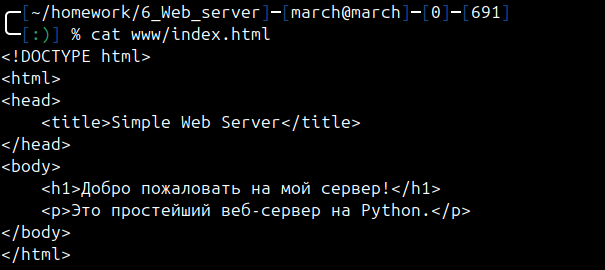 ╭─[~/homework/6_Web_server]─[march@march]─[0]─[691]
╰─[:)] % cat www/index.html
<!DOCTYPE html>
<html>
<head>
    <title>Simple Web Server</title>
</head>
<body>
    <h1>Добро пожаловать на мой сервер!</h1>
    <p>Это простейший веб-сервер на Python.</p>
</body>
</html>